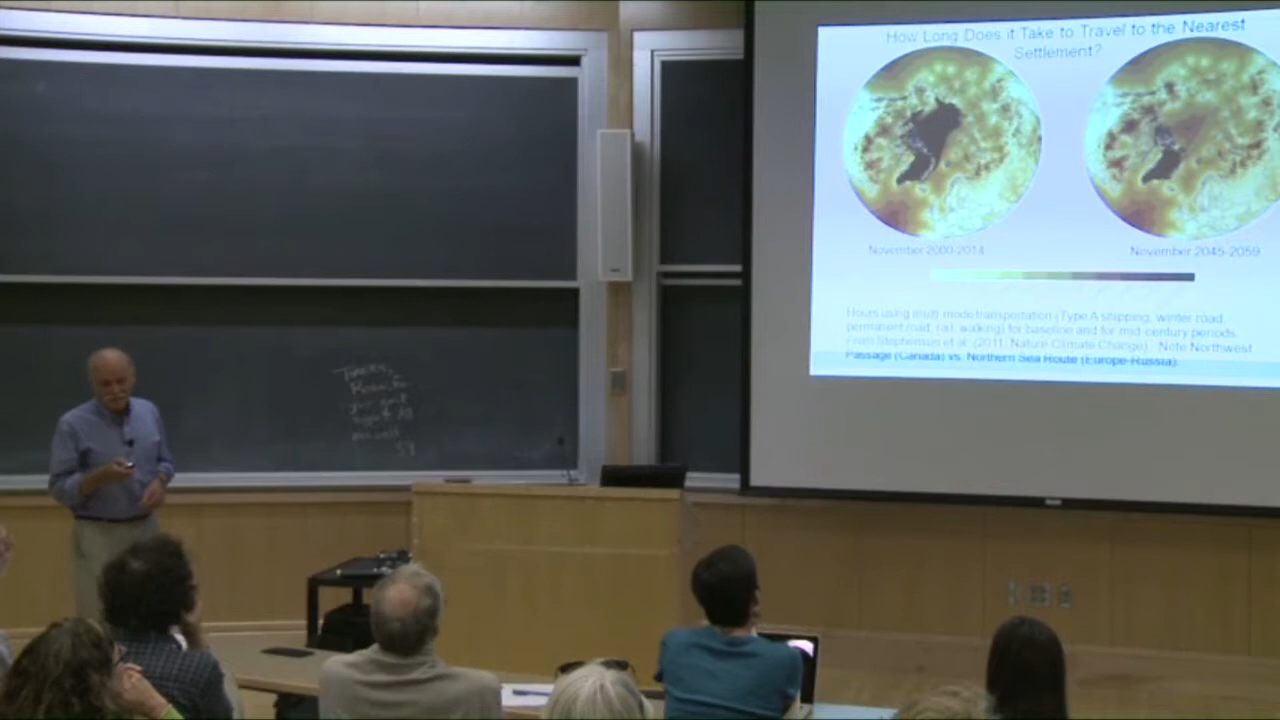 How Long Does it Take to Travel to the Nearest
Settlement?
November 2000-2014
November 2045-2059
Hours using multi-mode transportation (Type A shipping, winter road,
permanent road, rail, walking) for baseline and for mid-century periods.
From Stephenson et al. (2011, Nature Climate Change) Note Northwest
Passage (Canada) vs. Northern Sea Route (Europe-Russia).